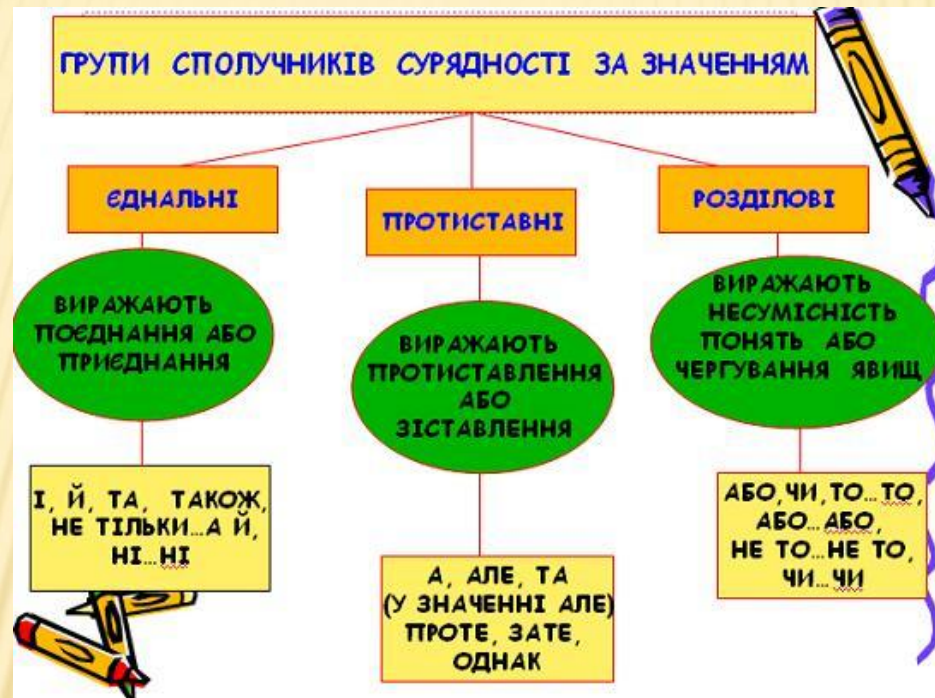 ГРУПИ СПОЛУЧНИКІВ СУРЯДНОСТІ ЗА ЗНАЧЕННЯМ
ЄДНАЛЬНІ
ВИРАЖАЮТЬ
ПОЄДНАННЯ АБО
ПРИЄДНАННЯ
І, Й, ТА, ТАКОЖ,
НЕ ТІЛЬКИ...А Й,
НІ...НІ
ПРОТИСТАВНІ
ВИРАЖАЮТЬ
ПРОТИСТАВЛЕННЯ
АБО
ЗІСТАВЛЕННЯ
А, АЛЕ, ТА
(У ЗНАЧЕННІ АЛЕ)
ПРОТЕ, ЗАТЕ,
ОДНАК
РОЗДІЛОВІ
ВИРАЖАЮТЬ
НЕСУМІСНІСТЬ
ПОНЯТЬ АБО
ЧЕРГУВАННЯ ЯВИЩ
АБО, ЧИ, ТО...ТО,
АБО...АБО,
НЕ ТО...НЕ ТО,
ЧИ...ЧИ